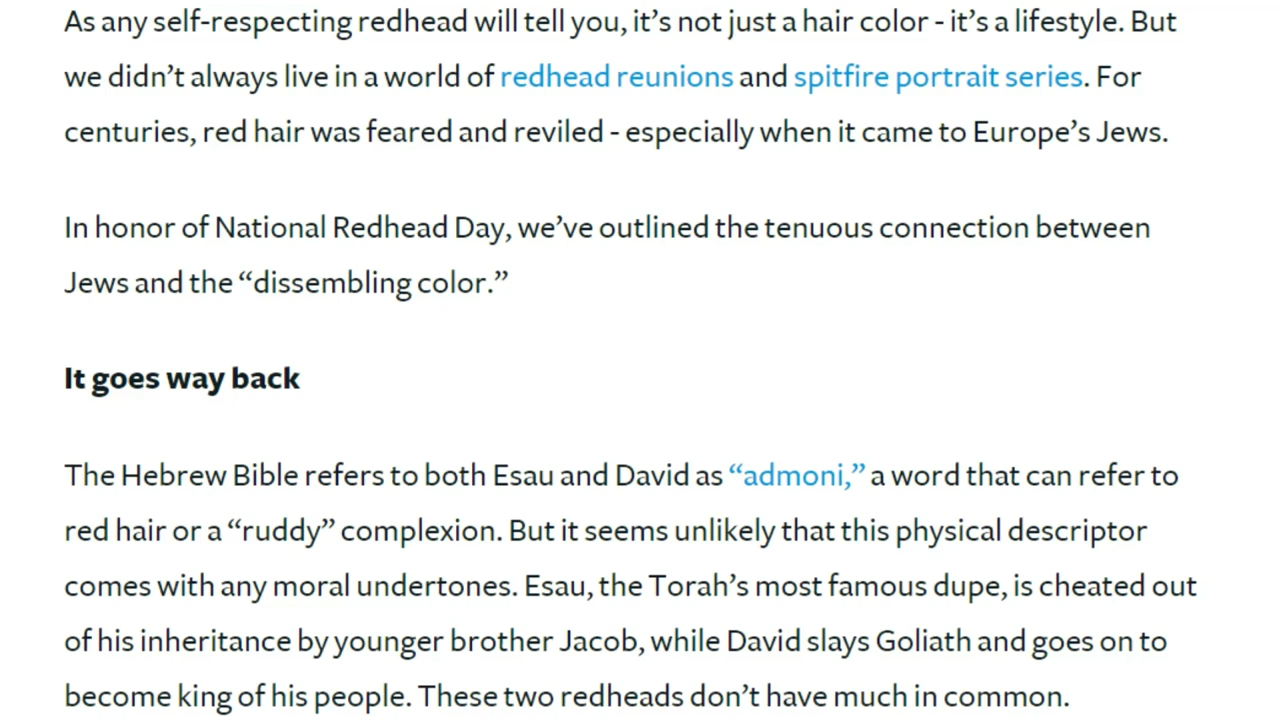 As any self-respecting redhead will tell you, it’s not just a hair color - it’s a lifestyle. But
we didn’t always live in a world of redhead reunions and spitfire portrait series. For
centuries, red hair was feared and reviled - especially when it came to Europe’s Jews.
In honor of National Redhead Day, we’ve outlined the tenuous connection between
Jews and the “dissembling color.”
It goes way back
The Hebrew Bible refers to both Esau and David as “admoni,” a word that can refer to
red hair or a “ruddy” complexion. But it seems unlikely that this physical descriptor
comes with any moral undertones. Esau, the Torah’s most famous dupe, is cheated out
of his inheritance by younger brother Jacob, while David slays Goliath and goes on to
become king of his people. These two redheads don’t have much in common.